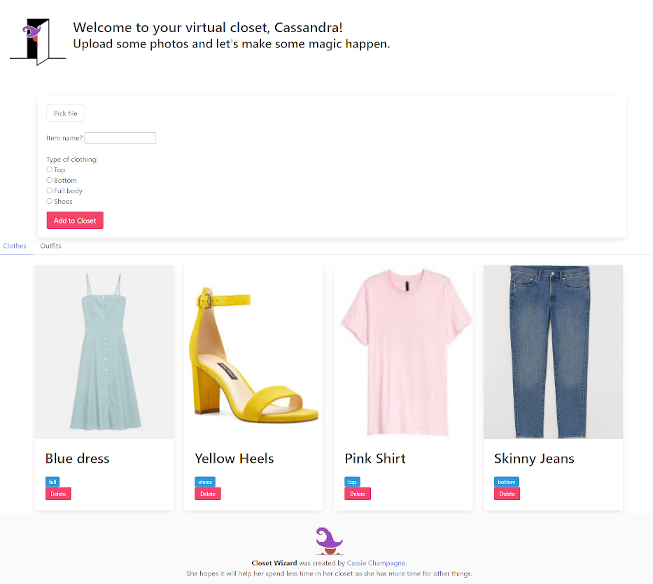 Welcome to your virtual closet, Cassandra!
Upload some photos and let's make some magic happen.
Pick file
Item name?
Type of clothing:
Top
Bottom
Full body
Shoes
Add to Closet
Clothes Outfits
Blue dress
full
Delete
Yellow Heels
shoes
Delete
Pink Shirt
top
Delete
Skinny Jeans
bottom
Delete
Closet Wizard was created by Cassie Champagne.
She hopes it will help her spend less time in her closet so she has more time for other things.